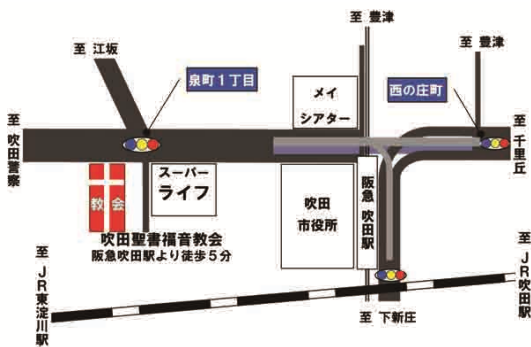 至 豊津
至 江坂
至 豊津
泉町1丁目
メイ
シアター
西の庄町
至 吹田警察
至 千里丘
スーパー
ライフ
教会
吹田
市役所
阪急 吹田駅
吹田聖書福音教会
阪急吹田駅より徒歩5分
至 JR東淀川駅
至 JR吹田駅
至 下新庄